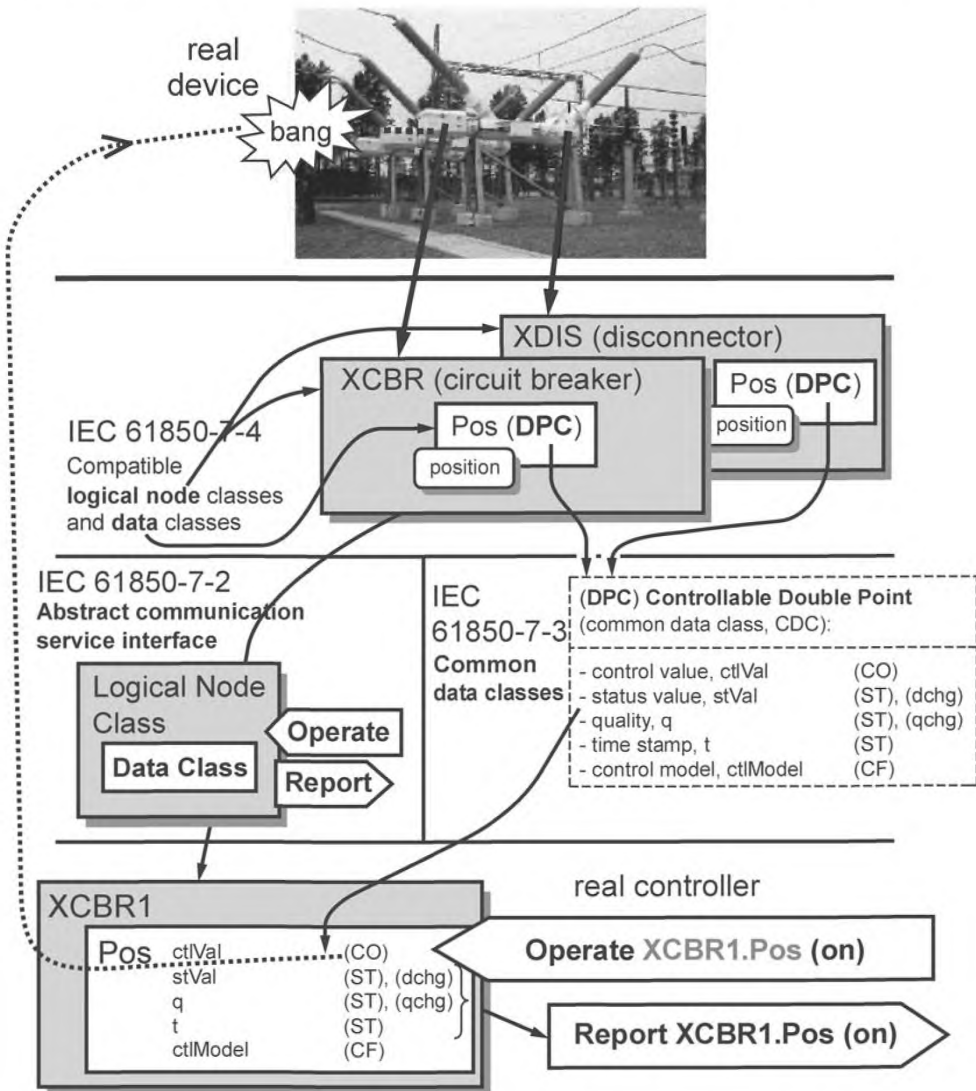 real
device
bang
XDIS (disconnector)
XCBR (circuit breaker)
Pos (DPC)
position
Pos (DPC)
position
IEC 61850-7-4
Compatible
logical node classes
and data classes
IEC 61850-7-2
Abstract communication
service interface
Logical Node
Class
Data Class
Operate
Report
IEC
61850-7-3
Common
data classes
(DPC) Controllable Double Point
(common data class, CDC):
- control value, ctlVal (CO)
- status value, stVal (ST), (dchg)
- quality, q (ST), (qchg)
- time stamp, t (ST)
- control model, ctlModel (CF)
real controller
XCBR1
Pos ctlVal (CO)
stVal (ST), (dchg)
q (ST), (qchg)
t (ST)
ctlModel (CF)
Operate XCBR1.Pos (on)
Report XCBR1.Pos (on)